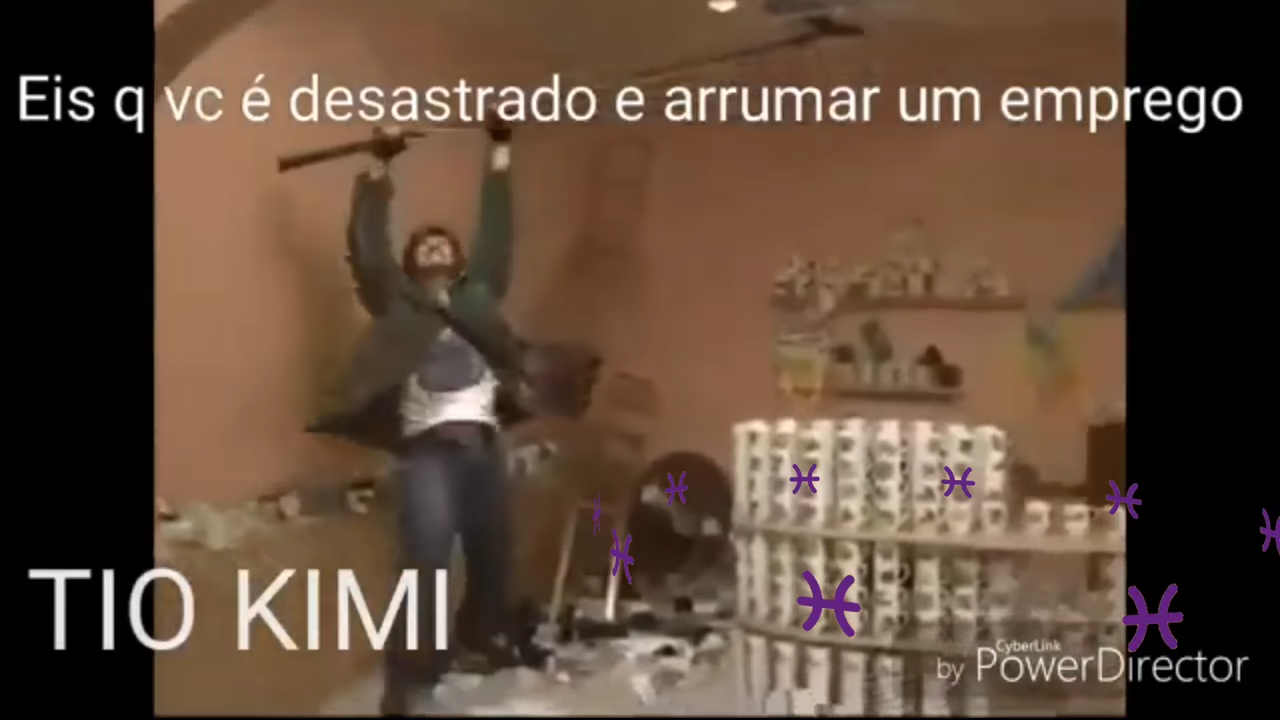 Eis q vc é desastrado e arrumar um emprego
TIO KIMI
CyberLink
by PowerDirector